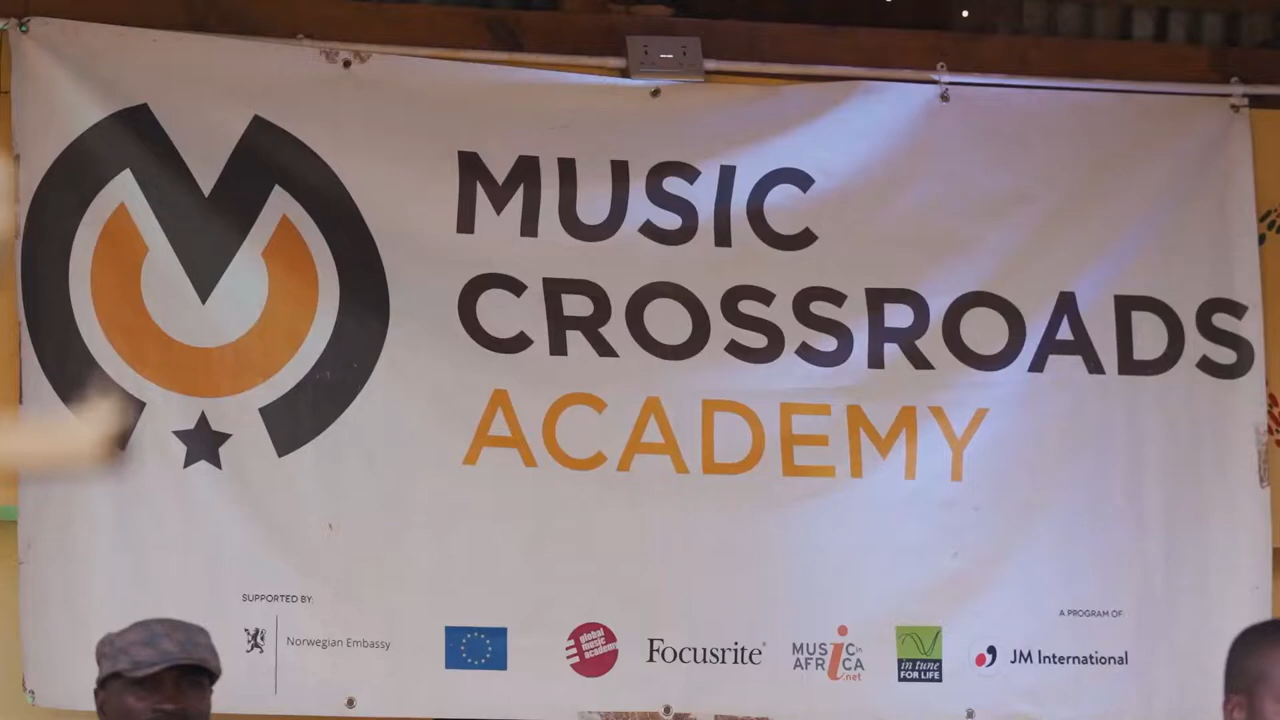 MUSIC
CROSSROADS
ACADEMY
SUPPORTED BY:
Norwegian Embassy
global
music
academy
Focusrite
MUSIC in
AFRICA
.net
in tune
FOR LIFE
A PROGRAM OF:
JM International